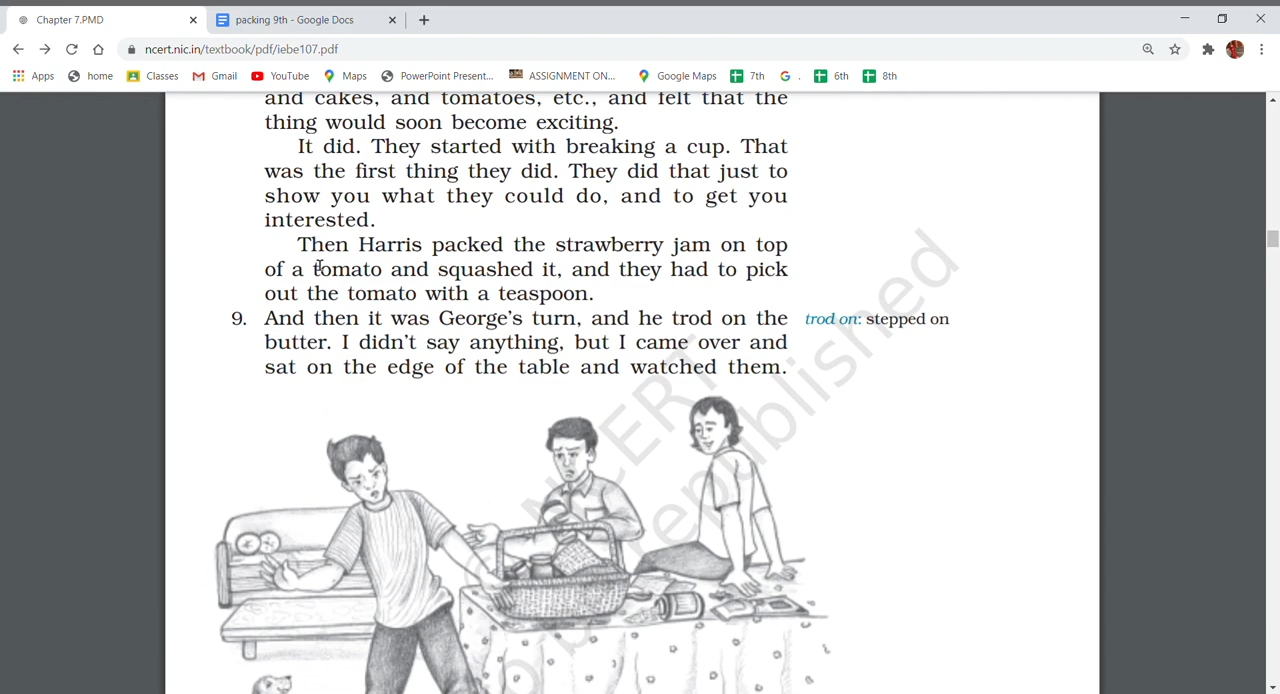 Chapter 7.PMD
packing 9th - Google Docs
ncert.nic.in/textbook/pdf/iebe107.pdf
Apps home Classes Gmail YouTube Maps PowerPoint Present... ASSIGNMENT ON... Google Maps 7th . 6th 8th
and cakes, and tomatoes, etc., and felt that the
thing would soon become exciting.
It did. They started with breaking a cup. That
was the first thing they did. They did that just to
show you what they could do, and to get you
interested.
Then Harris packed the strawberry jam on top
of a tomato and squashed it, and they had to pick
out the tomato with a teaspoon.
9. And then it was George's turn, and he trod on the
butter. I didn't say anything, but I came over and
sat on the edge of the table and watched them.
trod on: stepped on
NCERT
republished